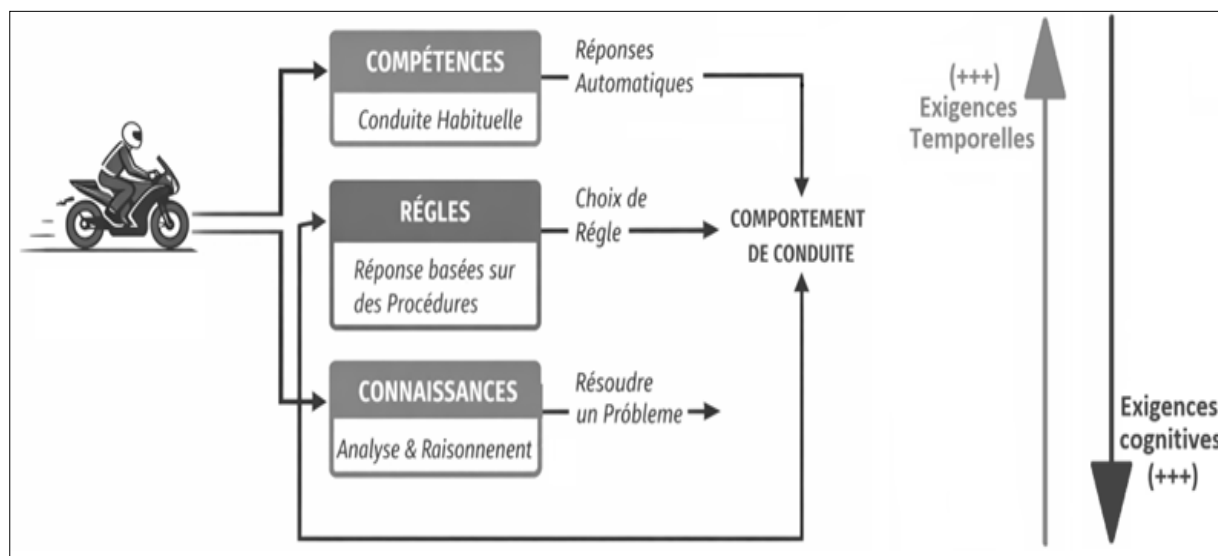 COMPÉTENCES
Conduite Habituelle
Réponses
Automatiques
RÉGLES
Réponse basées sur
des Procédures
Choix de
Régle
CONNAISSANCES
Analyse & Raisonnenent
Résoudre
un Próbleme
COMPORTEMENT
DE CONDUITE
(+++)
Exigences
Temporelles
Exigences
cognitives
(+++)